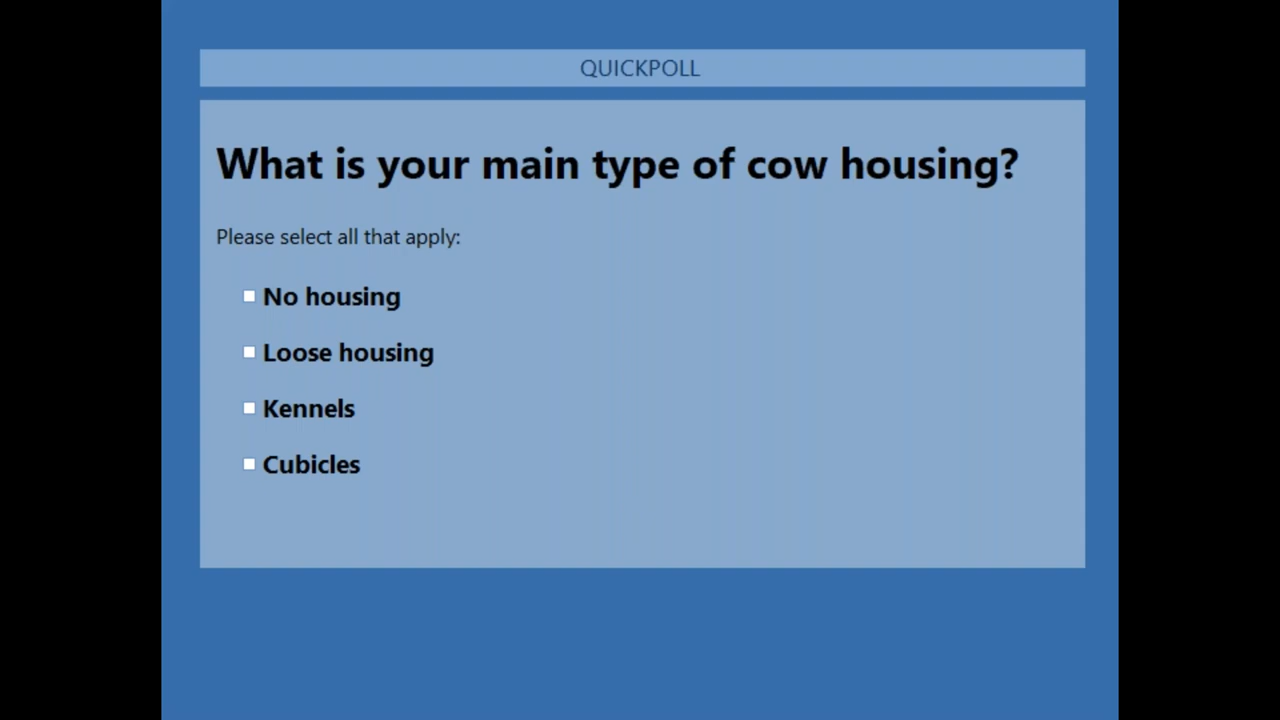 QUICKPOLL
What is your main type of cow housing?
Please select all that apply:
No housing
Loose housing
Kennels
Cubicles